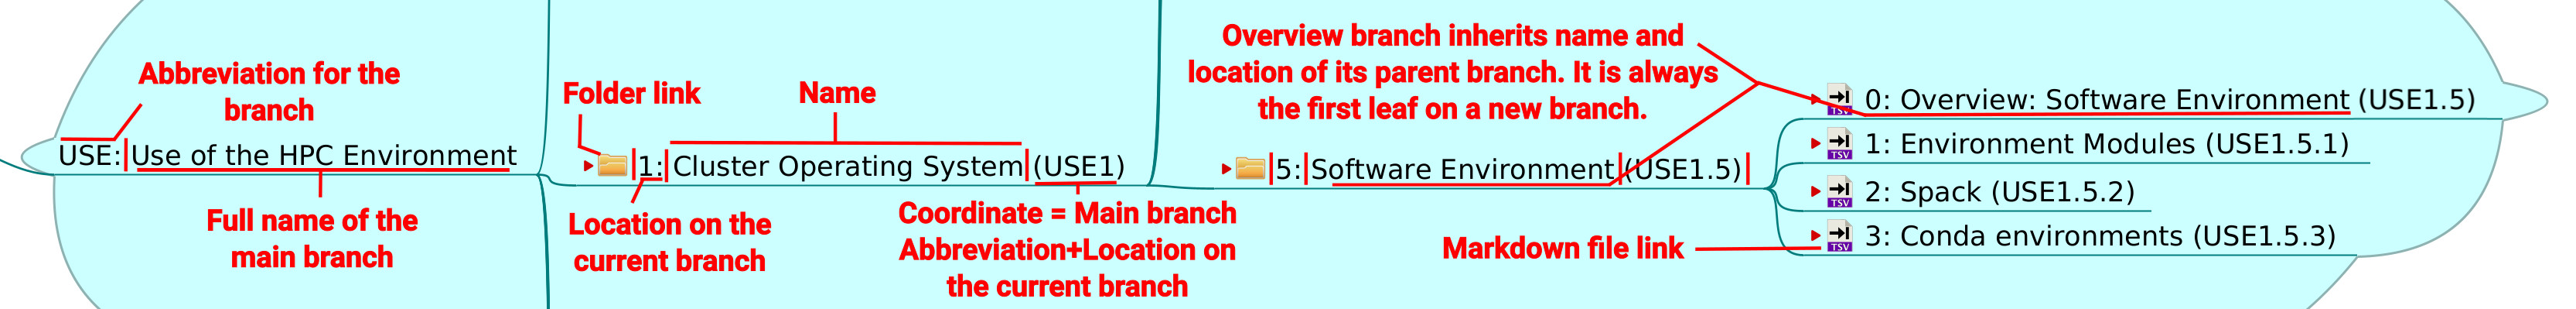 Abbreviation for the
branch
USE: Use of the HPC Environment
Full name of the
main branch
Folder link
Name
1: Cluster Operating System (USE1)
Location on the
current branch
Coordinate = Main branch
Abbreviation+Location on
the current branch
Overview branch inherits name and
location of its parent branch. It is always
the first leaf on a new branch.
5: Software Environment (USE1.5)
Markdown file link
TSV
0: Overview: Software Environment (USE1.5)
TSV
1: Environment Modules (USE1.5.1)
TSV
2: Spack (USE1.5.2)
TSV
3: Conda environments (USE1.5.3)